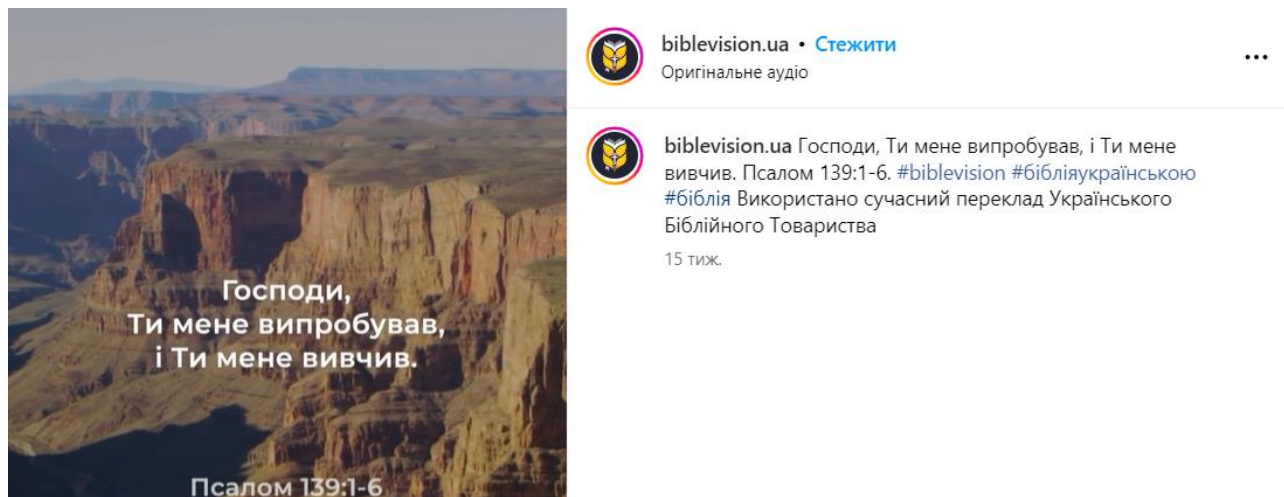 Господи,
Ти мене випробував,
і Ти мене вивчив.
Псалом 139:1-6
biblevision.ua • Стежити
Оригінальне аудіо
biblevision.ua Господи, Ти мене випробував, і Ти мене
вивчив. Псалом 139:1-6. #biblevision #бібліяукраїнською
#біблія Використано сучасний переклад Українського
Біблійного Товариства
15 тиж.